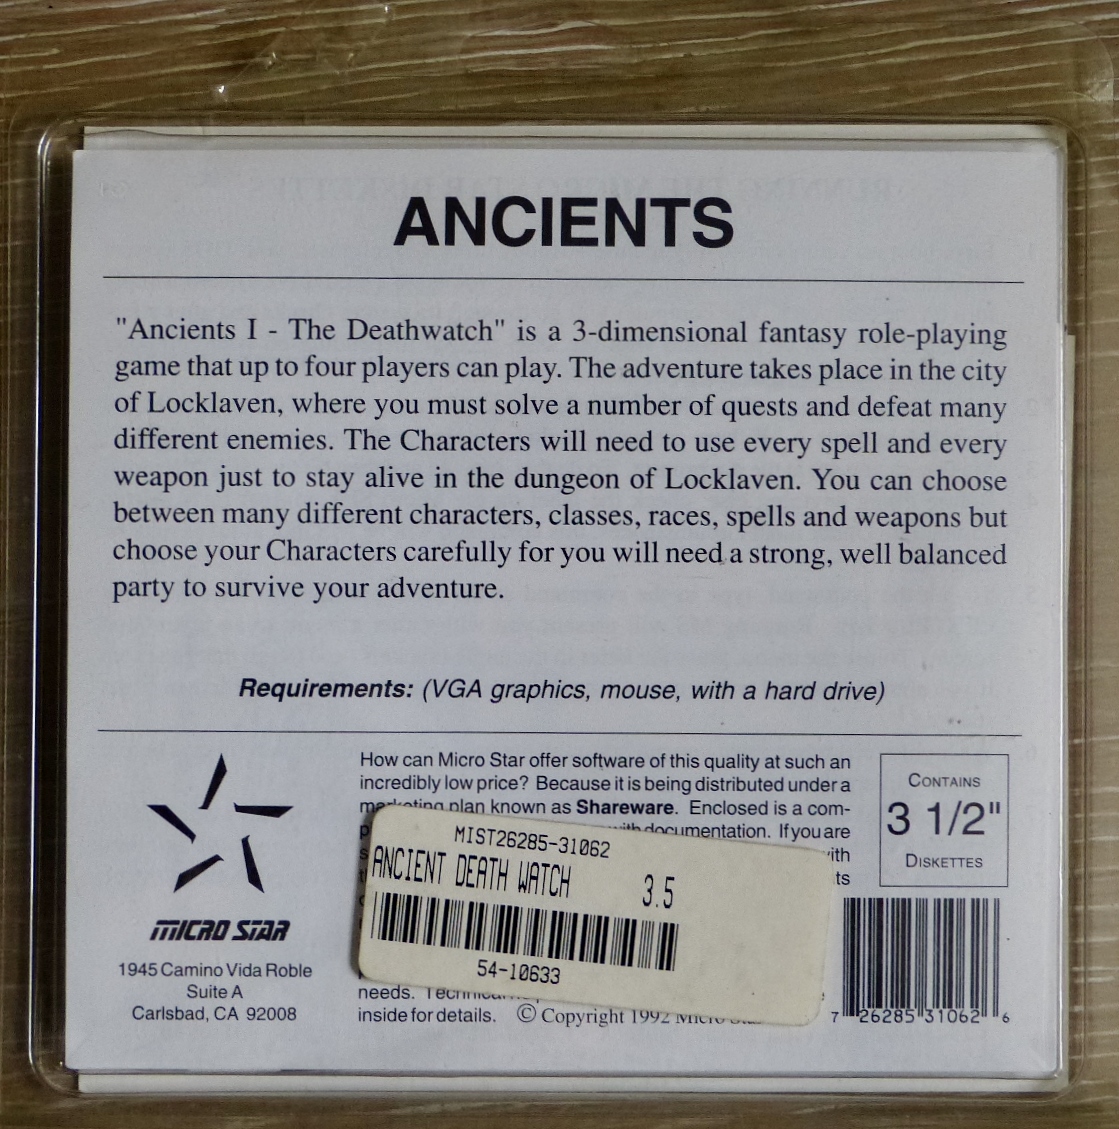 ANCIENTS
"Ancients I - The Deathwatch" is a 3-dimensional fantasy role-playing
game that up to four players can play. The adventure takes place in the city
of Locklaven, where you must solve a number of quests and defeat many
different enemies. The Characters will need to use every spell and every
weapon just to stay alive in the dungeon of Locklaven. You can choose
between many different characters, classes, races, spells and weapons but
choose your Characters carefully for you will need a strong, well balanced
party to survive your adventure.
Requirements: (VGA graphics, mouse, with a hard drive)
MICRO STAR
1945 Camino Vida Roble
Suite A
Carlsbad, CA 92008
How can Micro Star offer software of this quality at such an
incredibly low price? Because it is being distributed under a
marketing plan known as Shareware. Enclosed is a com-
with documentation. If you are
needs. Technical
inside for details. © Copyright 1992 Micro Star
MIST26285-31062
ANCIENT DEATH WATCH 3.5
54-10633
CONTAINS
3 1/2"
DISKETTES
7 26285 31062 6